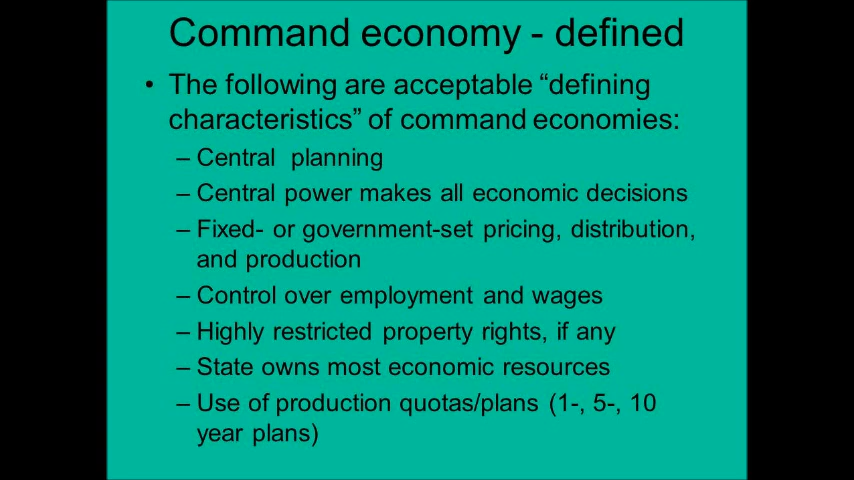 Command economy - defined
• The following are acceptable “defining
characteristics” of command economies:
– Central planning
– Central power makes all economic decisions
– Fixed- or government-set pricing, distribution,
and production
– Control over employment and wages
– Highly restricted property rights, if any
– State owns most economic resources
– Use of production quotas/plans (1-, 5-, 10
year plans)